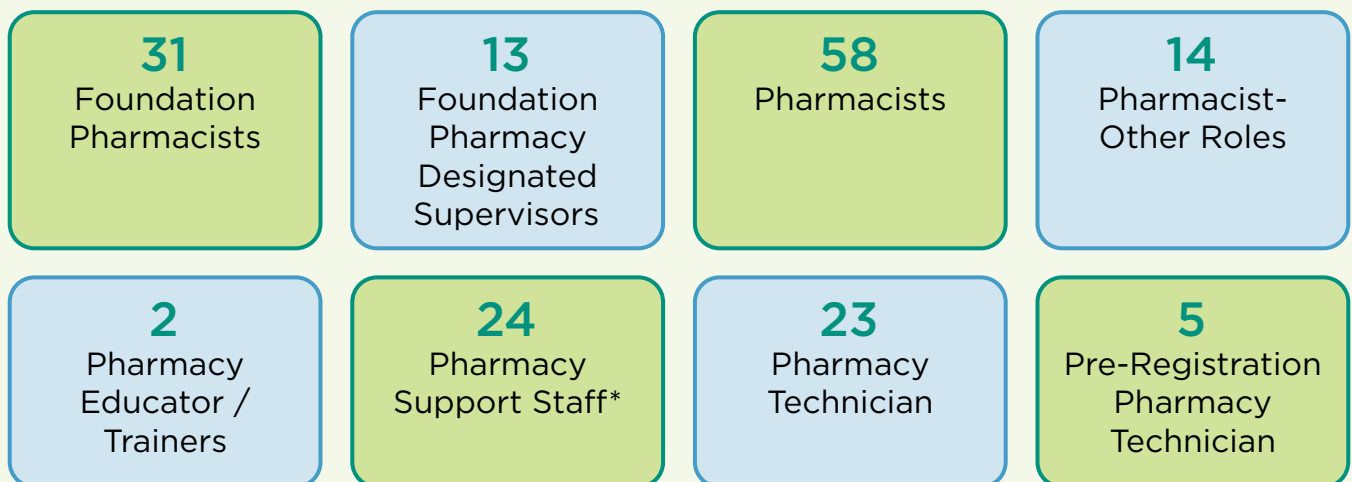 31
Foundation
Pharmacists
13
Foundation
Pharmacy
Designated
Supervisors
58
Pharmacists
14
Pharmacist-
Other Roles
2
Pharmacy
Educator /
Trainers
24
Pharmacy
Support Staff*
23
Pharmacy
Technician
5
Pre-Registration
Pharmacy
Technician